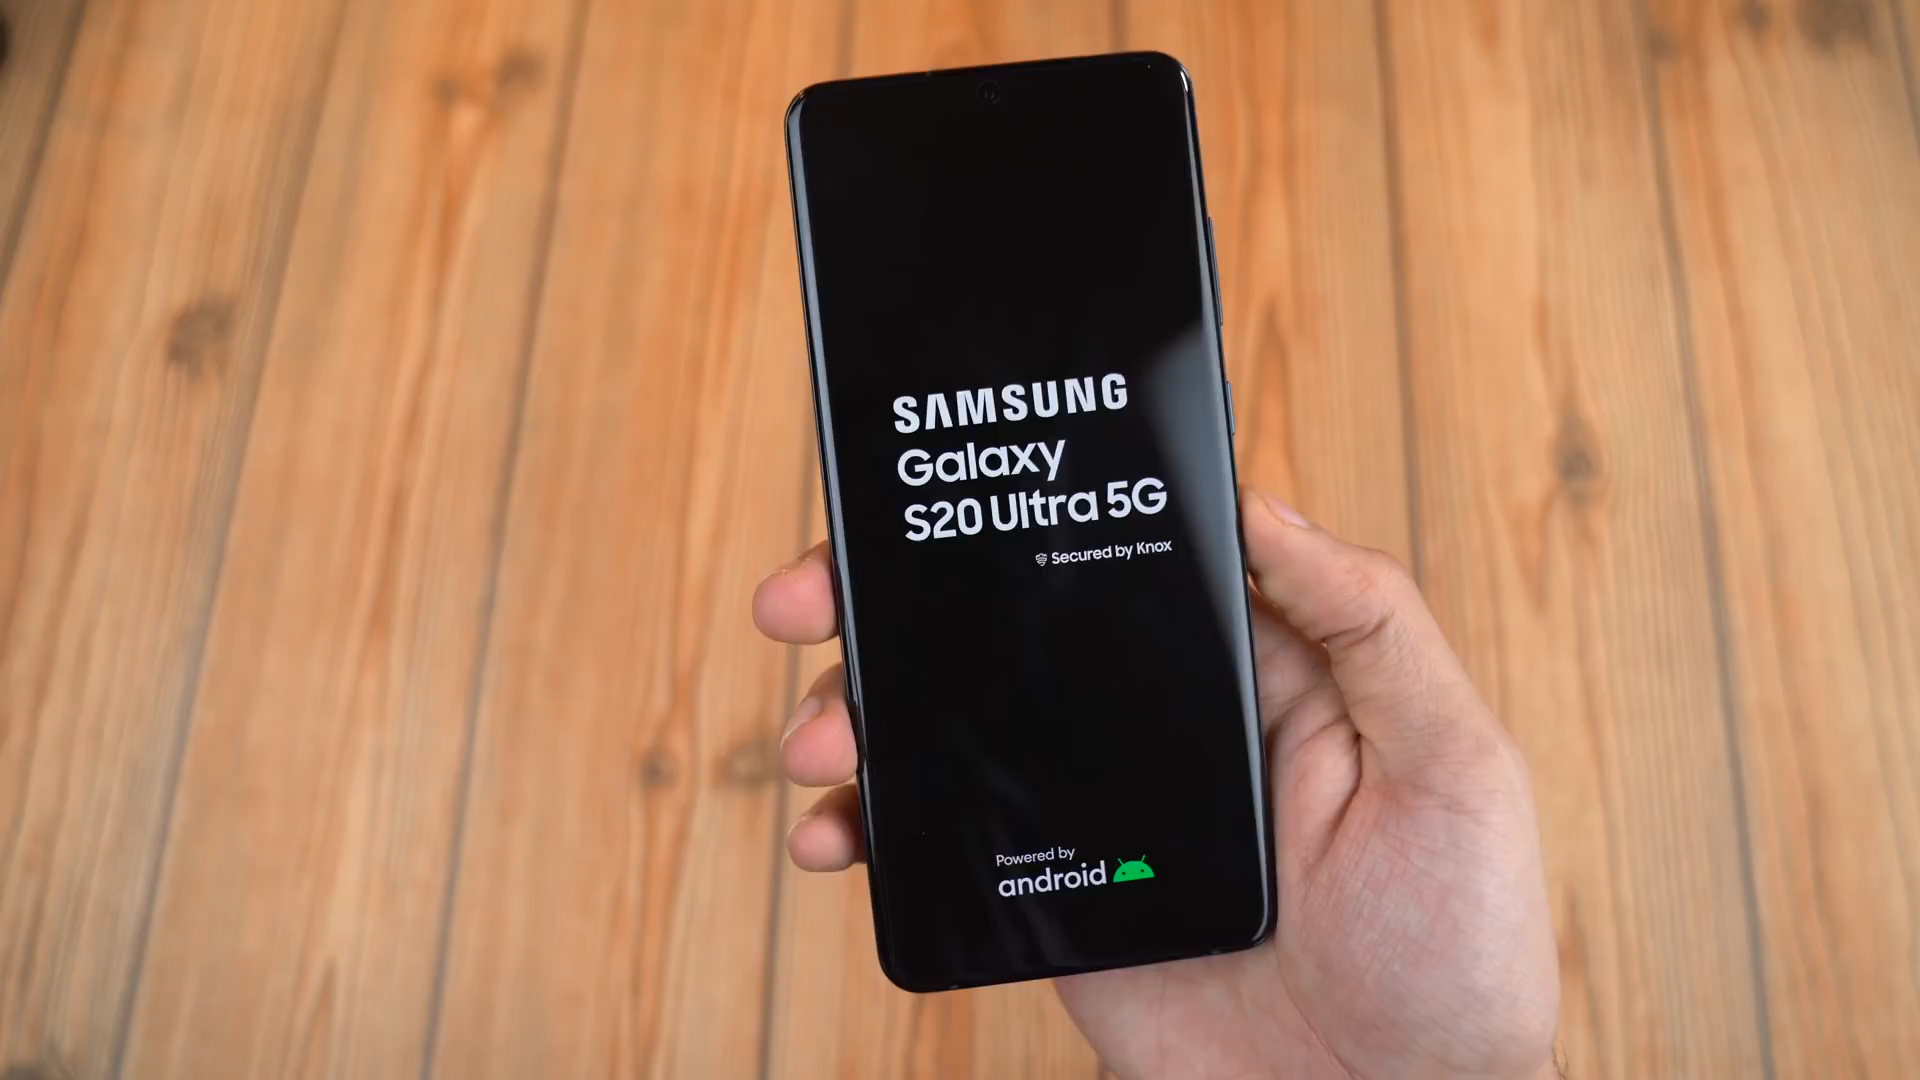 SAMSUNG
Galaxy
S20 Ultra 5G
Secured by Knox
Powered by
android